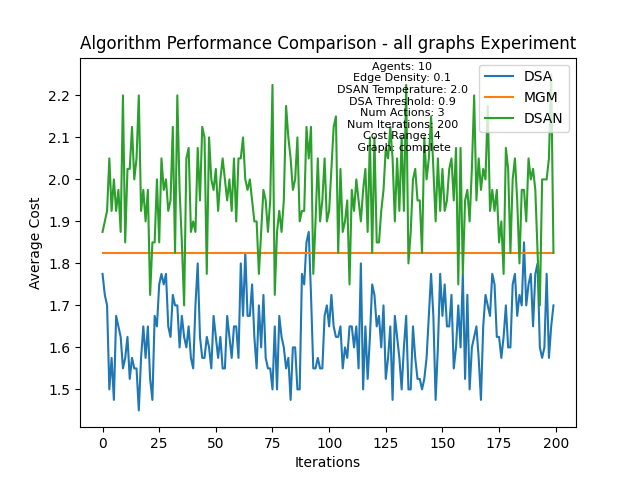 Algorithm Performance Comparison - all graphs Experiment
Agents: 10
Edge Density: 0.1
DSAN Temperature: 2.0
DSA Threshold: 0.9
Num Actions: 3
Num Iterations: 200
Cost Range: 4
Graph: complete
DSA
MGM
DSAN
Average Cost
2.2
2.1
2.0
1.9
1.8
1.7
1.6
1.5
0 25 50 75 100 125 150 175 200
Iterations